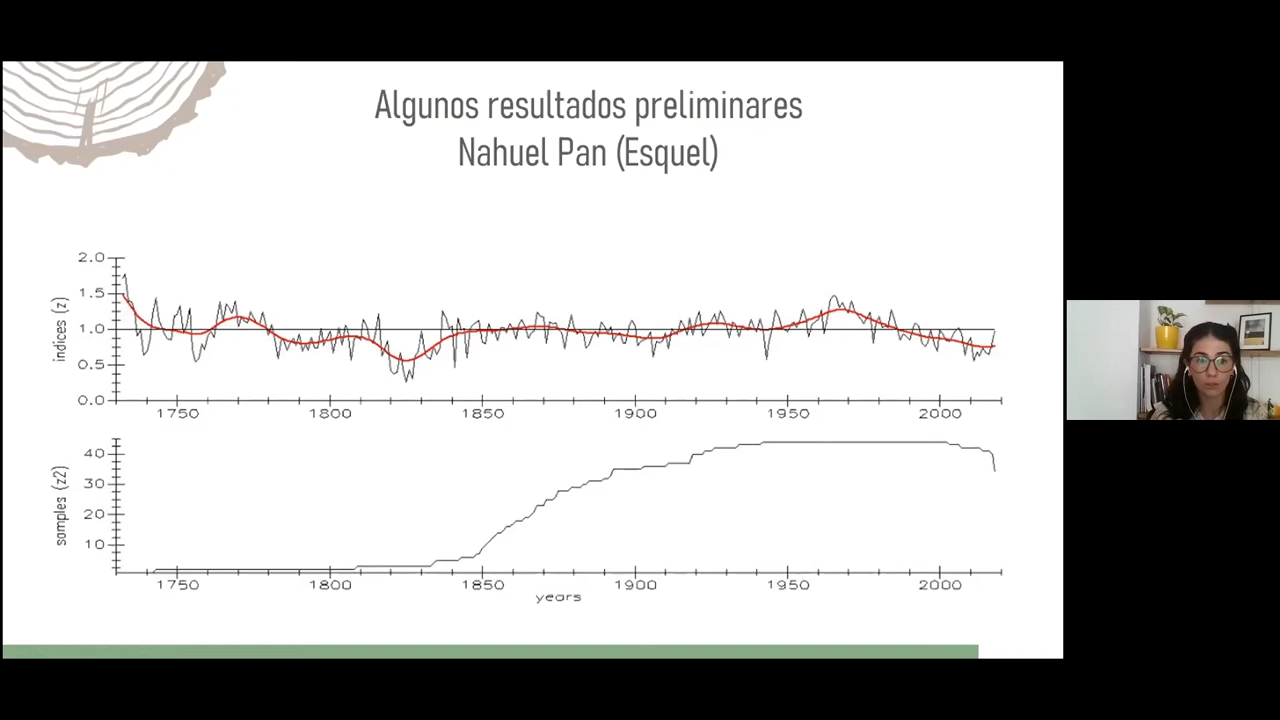 Algunos resultados preliminares
Nahuel Pan (Esquel)
indices (z)
2.0
1.5
1.0
0.5
0.0
1750 1800 1850 1900 1950 2000
samples (z2)
40
30
20
10
1750 1800 1850 1900 1950 2000
years